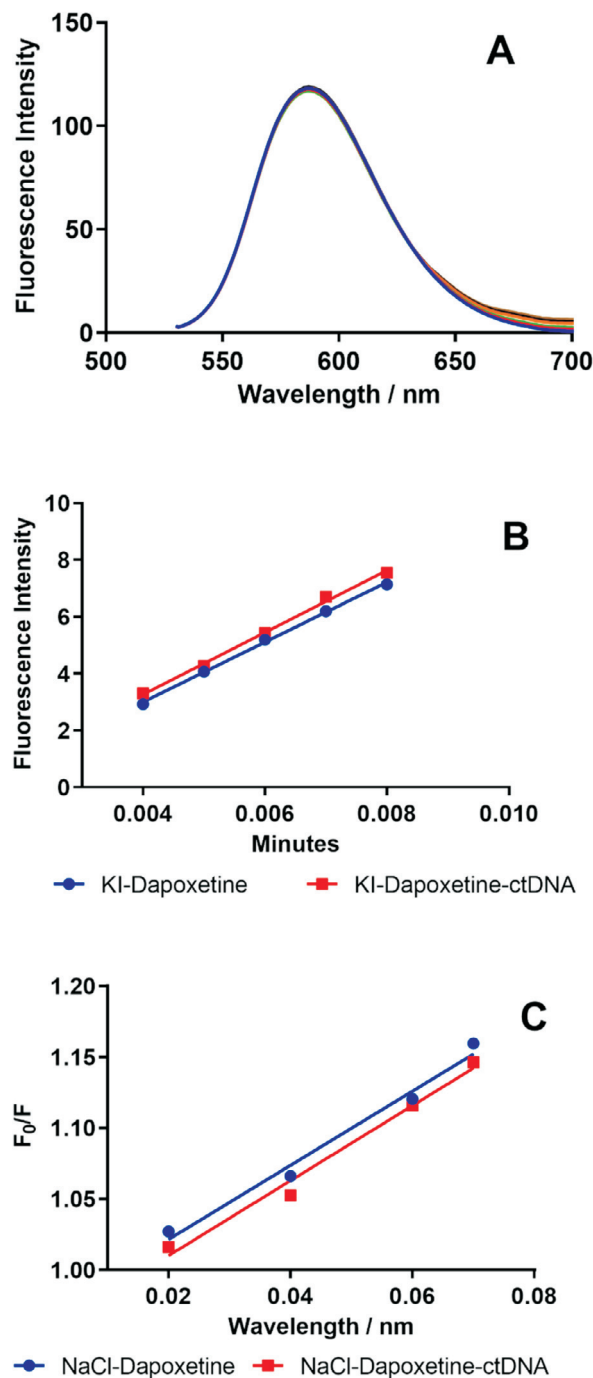 A
Fluorescence Intensity
150
100
50
0
500 550 600 650 700
Wavelength / nm
B
Fluorescence Intensity
10
8
6
4
2
0
0.004 0.006 0.008 0.010
Minutes
KI-Dapoxetine KI-Dapoxetine-ctDNA
C
F₀/F
1.20
1.15
1.10
1.05
1.00
0.02 0.04 0.06 0.08
Wavelength / nm
NaCl-Dapoxetine NaCl-Dapoxetine-ctDNA